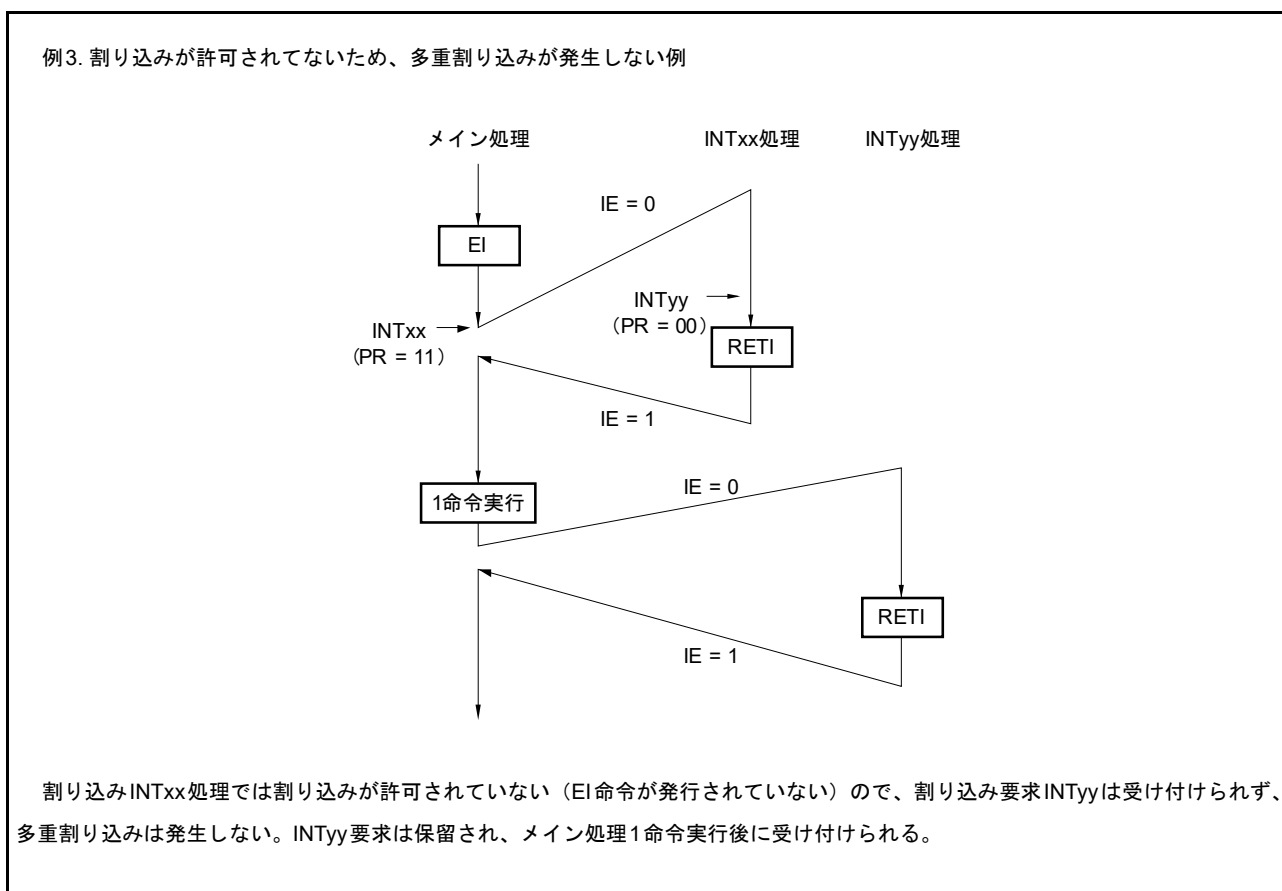 例3. 割り込みが許可されてないため、多重割り込みが発生しない例
メイン処理
INTxx処理
INTyy処理
IE = 0
EI
INTyy
(PR = 00)
INTxx
(PR = 11)
RETI
IE = 1
IE = 0
1命令実行
RETI
IE = 1
割り込みINTxx処理では割り込みが許可されていない（EI命令が発行されていない）ので、割り込み要求INTyyは受け付けられず、
多重割り込みは発生しない。INTyy要求は保留され、メイン処理1命令実行後に受け付けられる。